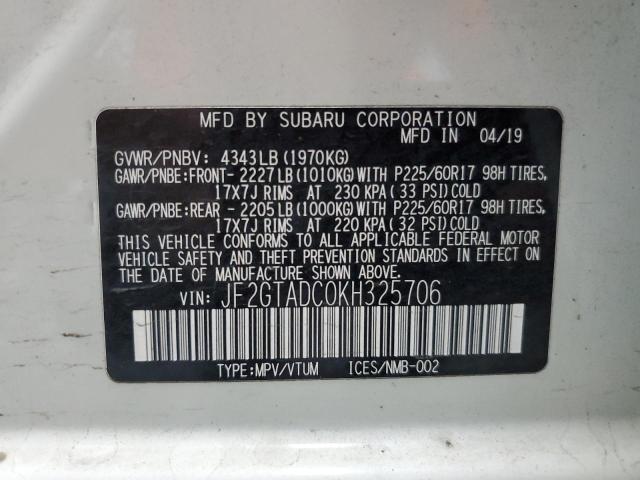 MFD BY SUBARU CORPORATION
MFD IN 04/19
GVWR/PNBV: 4343LB (1970KG)
GAWR/PNBE:FRONT- 2227LB(1010KG)WITH P225/60R17 98H TIRES,
17X7J RIMS AT 230 KPA(33 PSI)COLD
GAWR/PNBE:REAR - 2205LB(1000KG)WITH P225/60R17 98H TIRES,
17X7J RIMS AT 220 KPA(32 PSI)COLD
THIS VEHICLE CONFORMS TO ALL APPLICABLE FEDERAL MOTOR
VEHICLE SAFETY AND THEFT PREVENTION STANDARDS IN EFFECT ON
THE DATE OF MANUFACTURE SHOWN ABOVE.
VIN: JF2GTADC0KH325706
TYPE:MPV/VTUM ICES/NMB-002